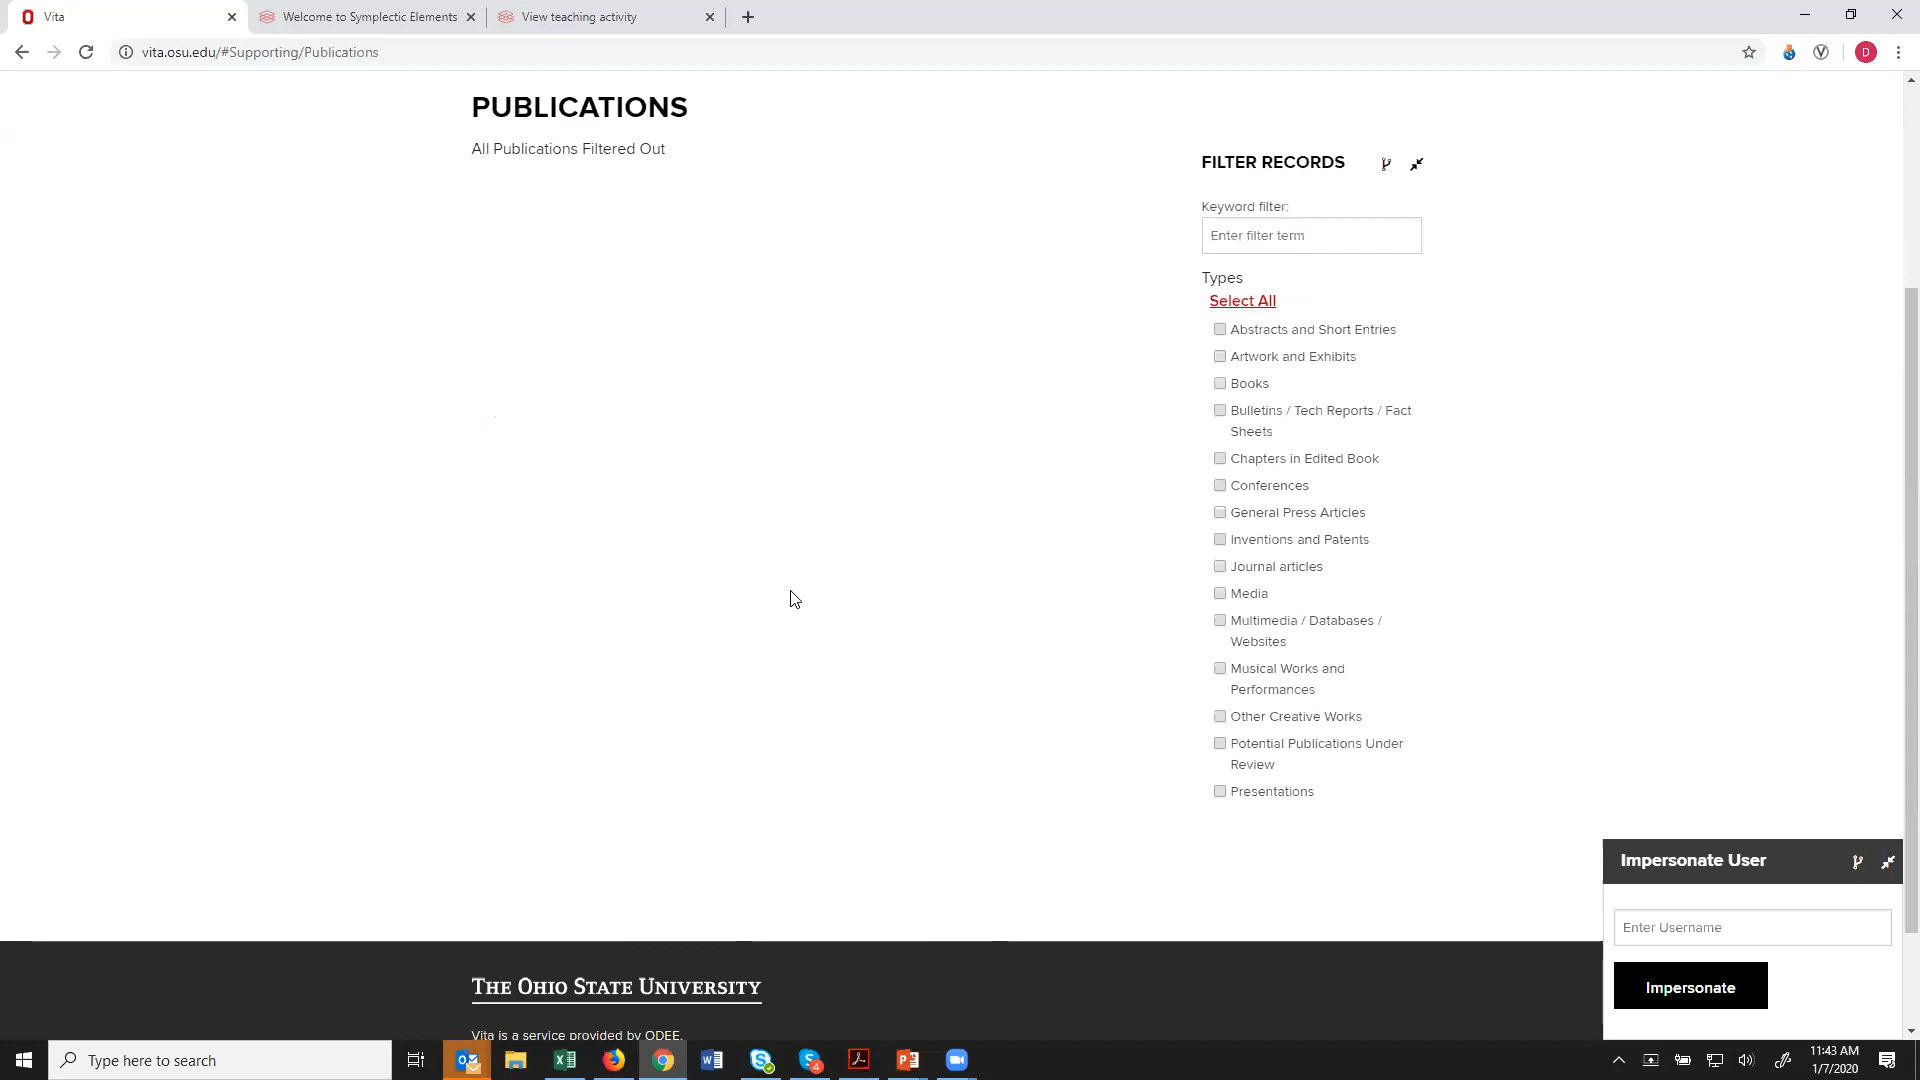 Vita
Welcome to Symplectic Elements
View teaching activity
vita.osu.edu/#Supporting/Publications
D
PUBLICATIONS
All Publications Filtered Out
FILTER RECORDS
Keyword filter:
Enter filter term
Types
Select All
Abstracts and Short Entries
Artwork and Exhibits
Books
Bulletins / Tech Reports / Fact
Sheets
Chapters in Edited Book
Conferences
General Press Articles
Inventions and Patents
Journal articles
Media
Multimedia / Databases /
Websites
Musical Works and
Performances
Other Creative Works
Potential Publications Under
Review
Presentations
Impersonate User
Enter Username
Impersonate
THE OHIO STATE UNIVERSITY
Vita is a service provided by ODEE.
Type here to search
4
11:43 AM
1/7/2020